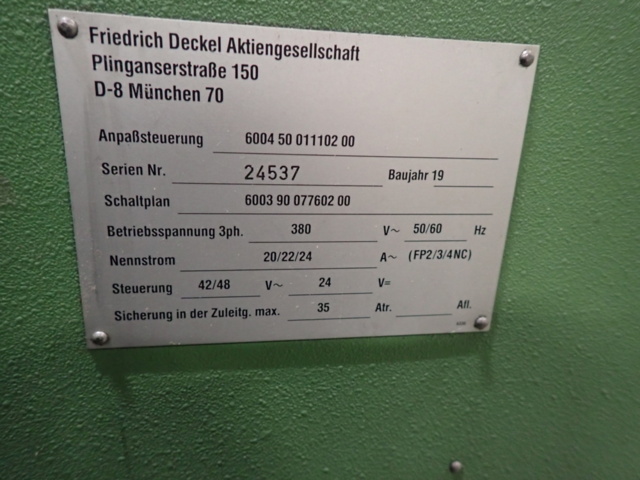 Friedrich Deckel Aktiengesellschaft
Plinganserstraße 150
D-8 München 70
Anpaßsteuerung 6004 50 011102 00
Serien Nr. 24537 Baujahr 19
Schaltplan 6003 90 077602 00
Betriebsspannung 3ph. 380 V~ 50/60 Hz
Nennstrom 20/22/24 A~ (FP2/3/4NC)
Steuerung 42/48 V~ 24 V=
Sicherung in der Zuleitg. max. 35 Atr. Afl.